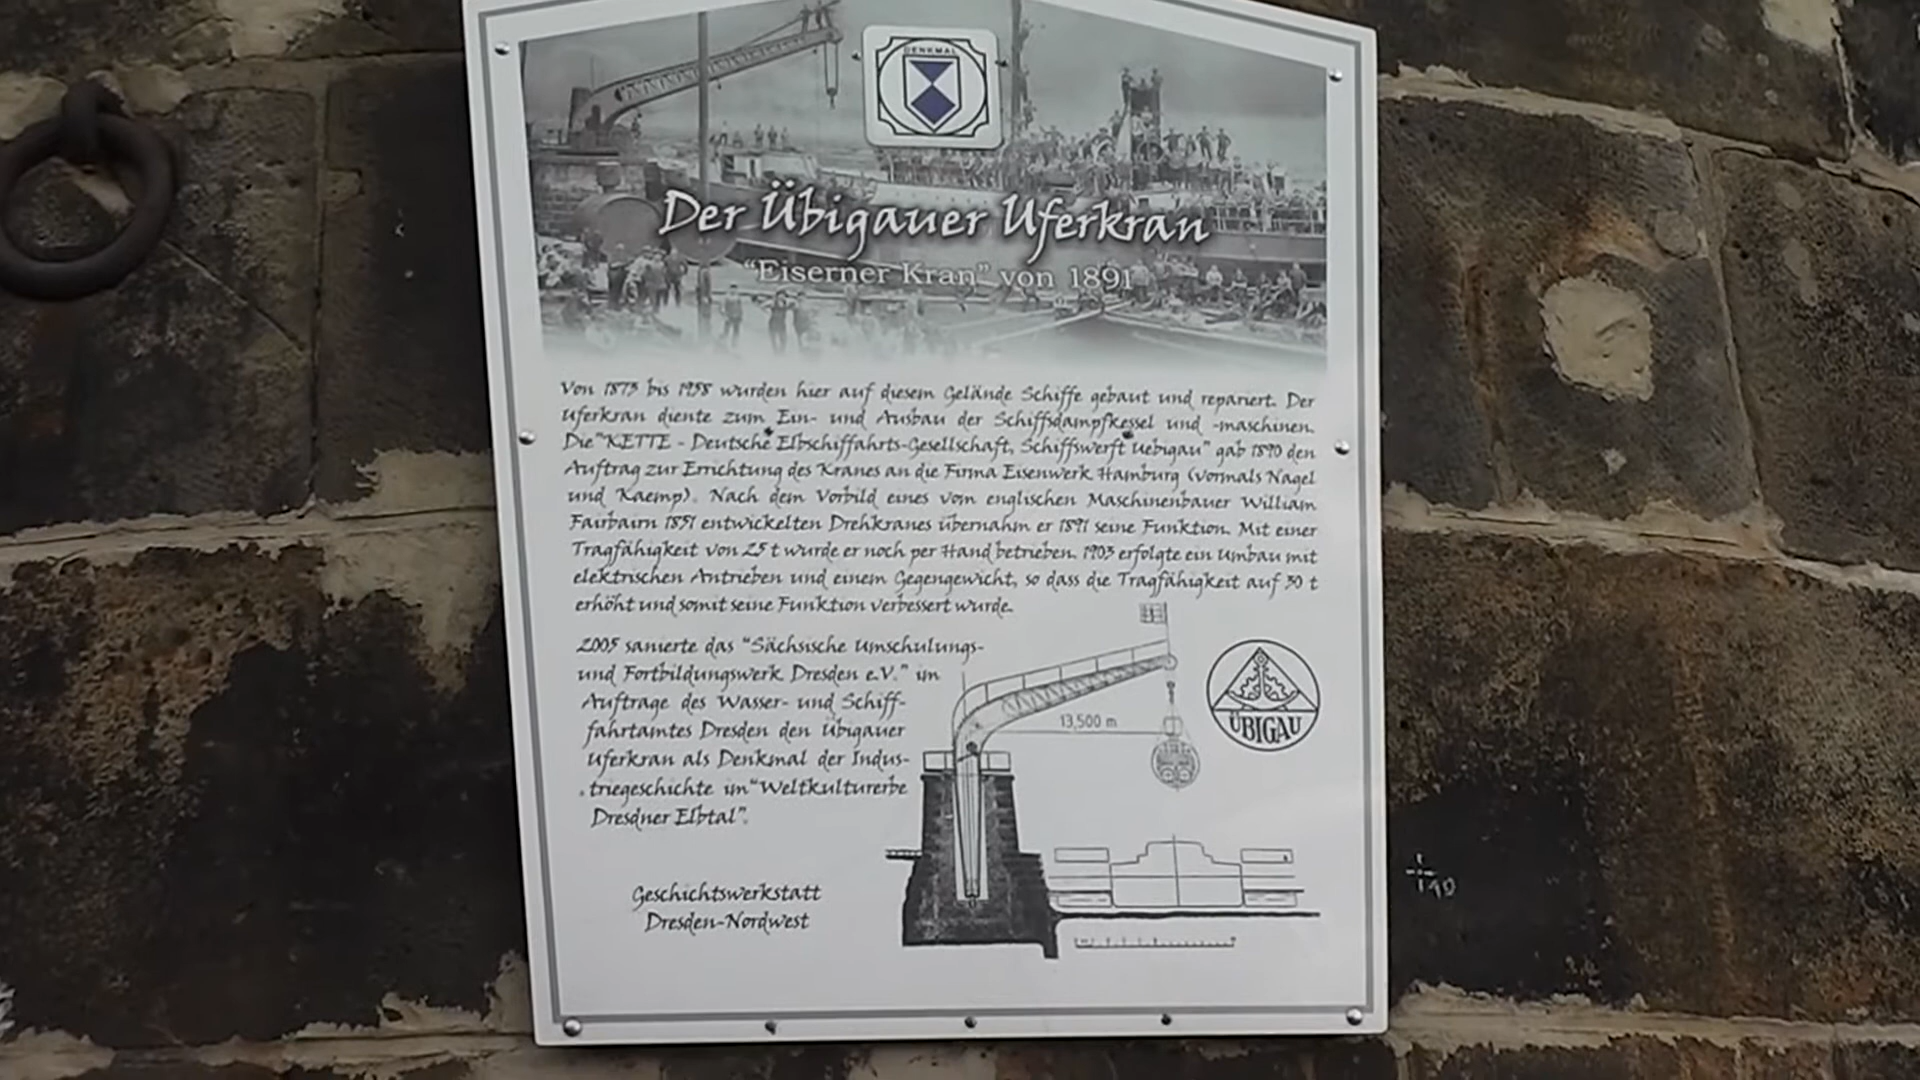 DENKMAL
Der Übigauer Uferkran
"Eiserner Kran" von 1891
Von 1873 bis 1958 wurden hier auf diesem Gelände Schiffe gebaut und repariert. Der
Uferkran diente zum Ein- und Ausbau der Schiffsdampfkessel und -maschinen.
Die "KETTE - Deutsche Elbschiffahrts-Gesellschaft, Schiffswerft Uebigau" gab 1890 den
Auftrag zur Errichtung des Kranes an die Firma Eisenwerk Hamburg (vormals Nagel
und Kaemp). Nach dem Vorbild eines vom englischen Maschinenbauer William
Fairbairn 1851 entwickelten Drehkranes übernahm er 1891 seine Funktion. Mit einer
Tragfähigkeit von 25 t wurde er noch per Hand betrieben. 1903 erfolgte ein Umbau mit
elektrischen Antrieben und einem Gegengewicht, so dass die Tragfähigkeit auf 30 t
erhöht und somit seine Funktion verbessert wurde.
2005 sanierte das "Sächsische Umschulungs-
und Fortbildungswerk Dresden e.V." im
Auftrage des Wasser- und Schiff-
fahrtamtes Dresden den Übigauer
Uferkran als Denkmal der Indus-
triegeschichte im "Weltkulturerbe
Dresdner Elbtal".
13,500 m
ÜBIGAU
Geschichtswerkstatt
Dresden-Nordwest